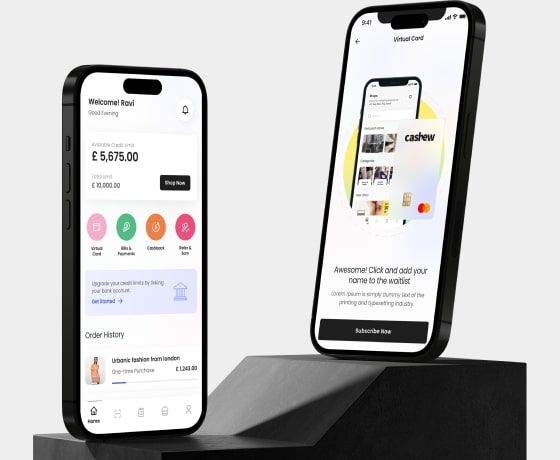 Welcome! Ravi
Good Evening
Available Credit Limit
£ 5,675.00
Total Limit
£ 10,000.00
Shop Now
Virtual
Card
Bills &
Payments
Cashback
Refer &
Earn
Upgrade your credit limits by linking
your bank account.
Get Started →
Order History
Urbanic fashion from london
One-time Purchase
£ 1,243.00
Home
9:41
Virtual Card
cashew
Awesome! Click and add your
name to the waitlist
Lorem Ipsum is simply dummy text of the
printing and typesetting industry.
Subscribe Now